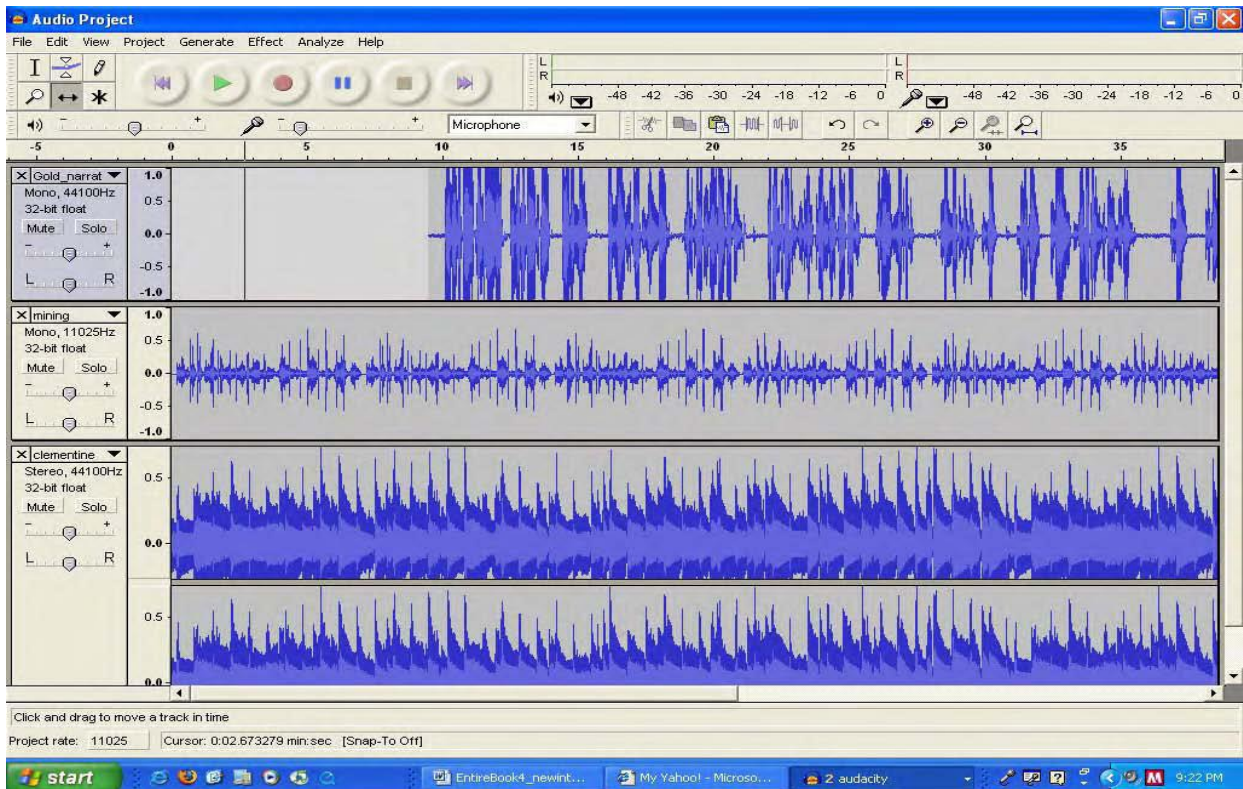 Audio Project
File Edit View Project Generate Effect Analyze Help
L
R
-48 -42 -36 -30 -24 -18 -12 -6 0
L
R
-48 -42 -36 -30 -24 -18 -12 -6 0
- + - + Microphone
-5 0 5 10 15 20 25 30 35
X Gold_narrat
Mono, 44100Hz
32-bit float
Mute Solo
- +
L R
1.0
0.5
0.0
-0.5
-1.0
X mining
Mono, 11025Hz
32-bit float
Mute Solo
- +
L R
1.0
0.5
0.0
-0.5
-1.0
X clementine
Stereo, 44100Hz
32-bit float
Mute Solo
- +
L R
0.5
0.0
0.5
0.0
Click and drag to move a track in time
Project rate: 11025 Cursor: 0:02.673279 min:sec [Snap-To Off]
start EntireBook4_newint... My Yahoo! - Microso... 2 audacity 9:22 PM